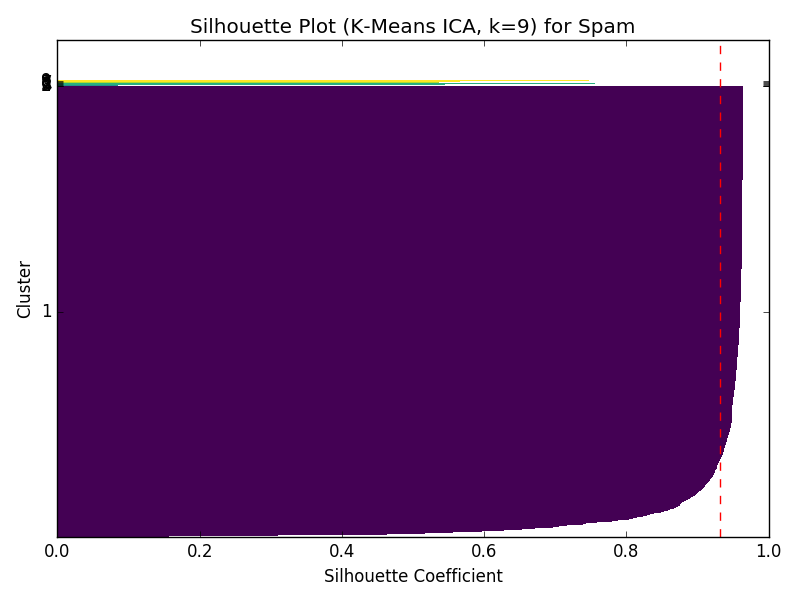 Silhouette Plot (K-Means ICA, k=9) for Spam
Cluster
1
0.0 0.2 0.4 0.6 0.8 1.0
Silhouette Coefficient